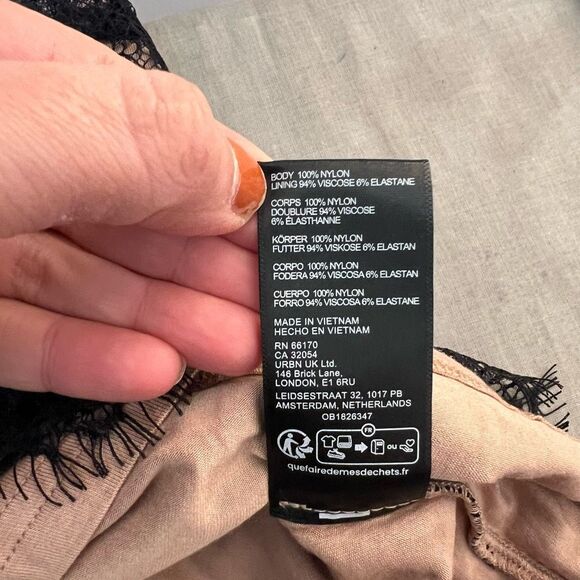 BODY 100% NYLON
LINING 94% VISCOSE 6% ELASTANE
CORPS 100% NYLON
DOUBLURE 94% VISCOSE
6% ÉLASTHANNE
KÖRPER 100% NYLON
FUTTER 94% VISKOSE 6% ELASTAN
CORPO 100% NYLON
FODERA 94% VISCOSA 6% ELASTAN
CUERPO 100% NYLON
FORRO 94% VISCOSA 6% ELASTANE
MADE IN VIETNAM
HECHO EN VIETNAM
RN 66170
CA 32054
URBN UK Ltd.
146 Brick Lane,
LONDON, E1 6RU
LEIDSESTRAAT 32, 1017 PB
AMSTERDAM, NETHERLANDS
OB1826347
FR
ou
quefairedemesdechets.fr